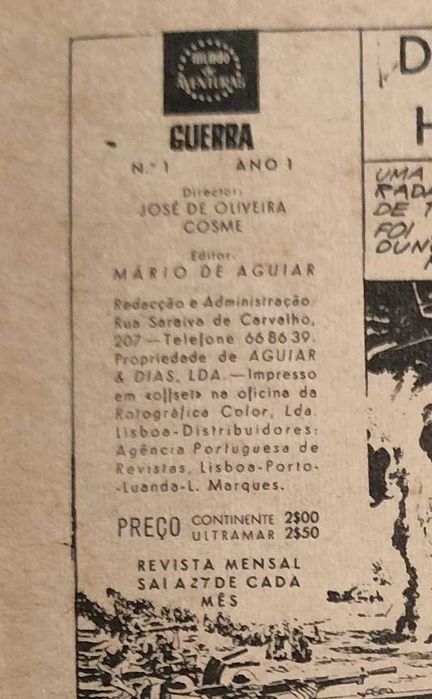 MUNDO
DE
AVENTURAS
GUERRA
N.º 1 ANO 1
Director:
JOSÉ DE OLIVEIRA
COSME
Editor:
MÁRIO DE AGUIAR
Redacção e Administração
Rua Saraiva de Carvalho,
207 — Telefone 66 86 39.
Propriedade de AGUIAR
& DIAS, LDA. — Impresso
em «offset» na oficina da
Rotográfica Color, Lda.
Lisboa-Distribuidores:
Agência Portuguesa de
Revistas, Lisboa-Porto-
-Luanda-L. Marques.
PREÇO CONTINENTE 2$00
ULTRAMAR 2$50
REVISTA MENSAL
SAI A 27 DE CADA
MÊS
D
H
UMA
RADA
DE T
FOI
DUN